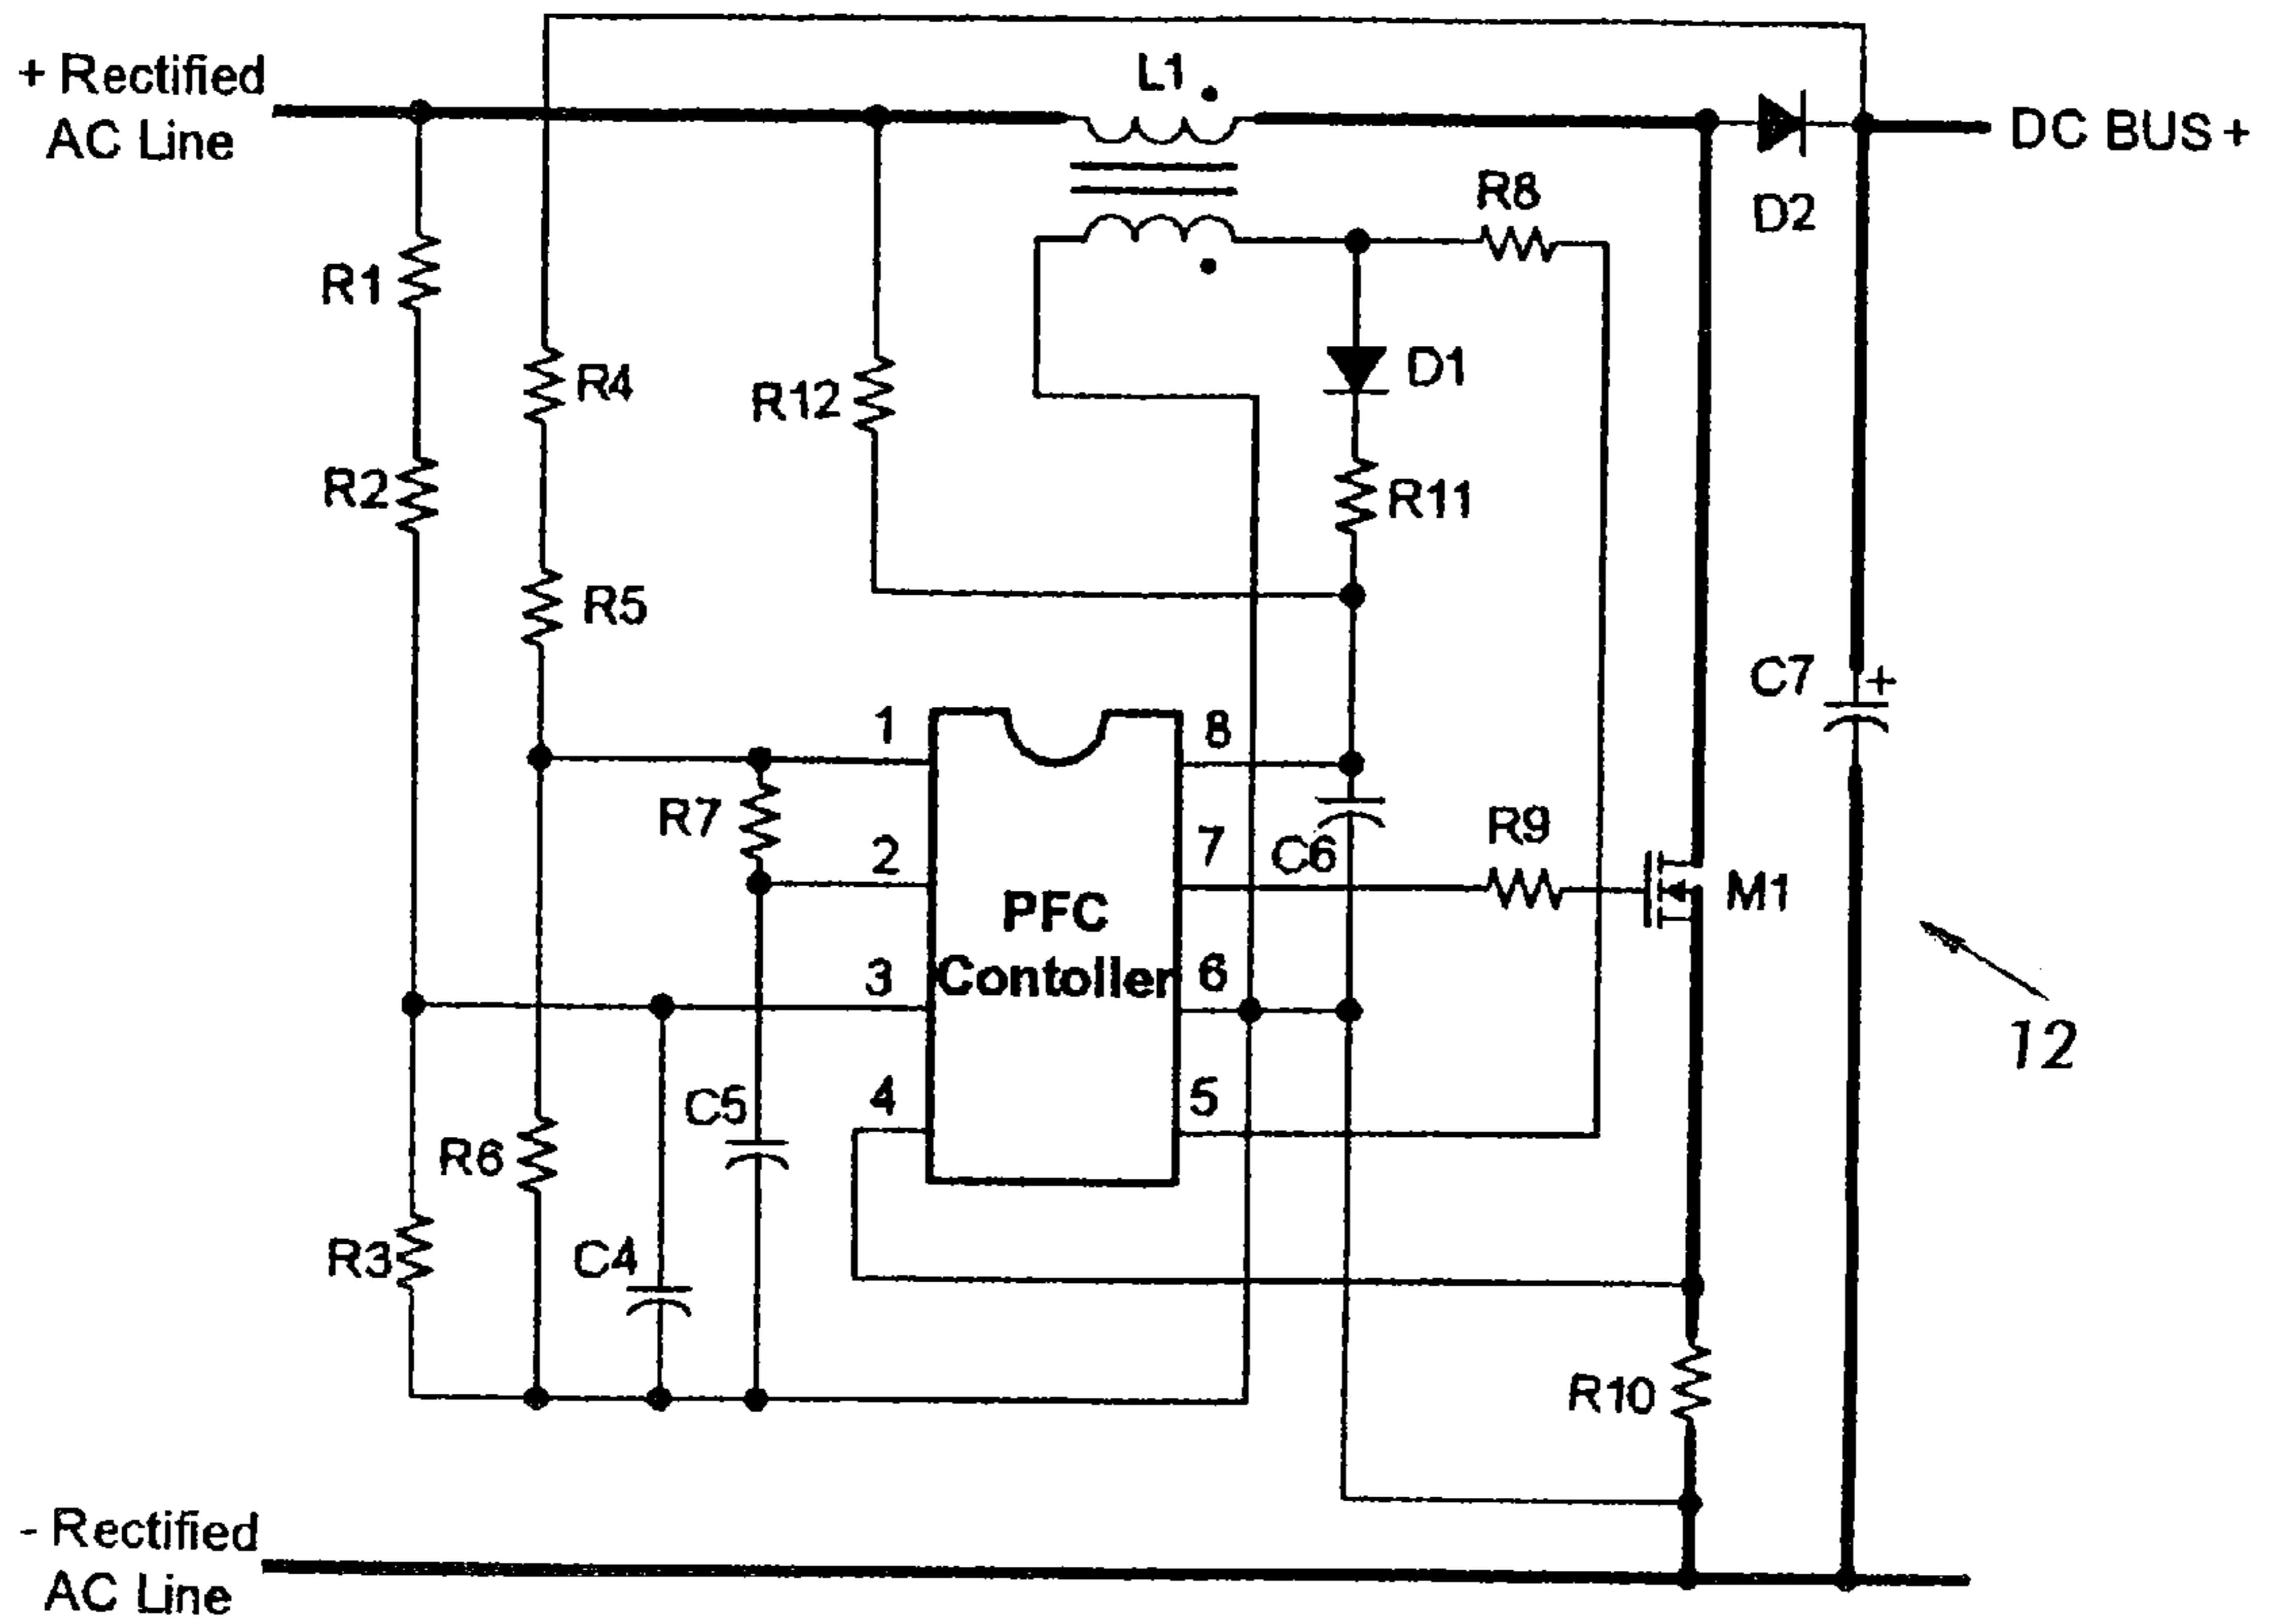 + Rectified
AC Line
L1
DC BUS +
D2
R8
R1
R4
R12
D1
R2
R11
R5
C7
+
1
8
R7
R9
2
7
C6
PFC
Contoller
M1
3
6
12
4
5
C5
R6
R3
C4
R10
- Rectified
AC Line